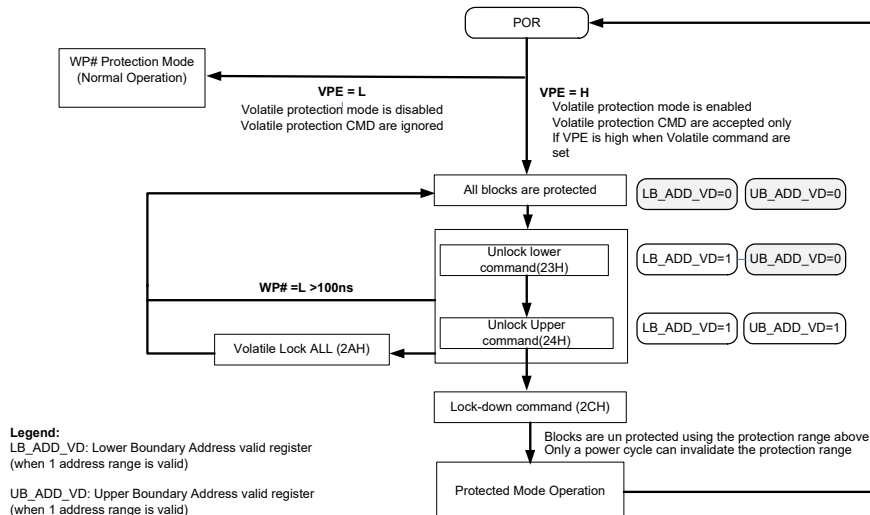 POR
WP# Protection Mode
(Normal Operation)
VPE = L
Volatile protection mode is disabled
Volatile protection CMD are ignored
VPE = H
Volatile protection mode is enabled
Volatile protection CMD are accepted only
If VPE is high when Volatile command are
set
All blocks are protected
LB_ADD_VD=0
UB_ADD_VD=0
Unlock lower
command(23H)
LB_ADD_VD=1
UB_ADD_VD=0
WP# =L >100ns
Unlock Upper
command(24H)
LB_ADD_VD=1
UB_ADD_VD=1
Volatile Lock ALL (2AH)
Lock-down command (2CH)
Blocks are un protected using the protection range above
Only a power cycle can invalidate the protection range
Protected Mode Operation
Legend:
LB_ADD_VD: Lower Boundary Address valid register
(when 1 address range is valid)
UB_ADD_VD: Upper Boundary Address valid register
(when 1 address range is valid)